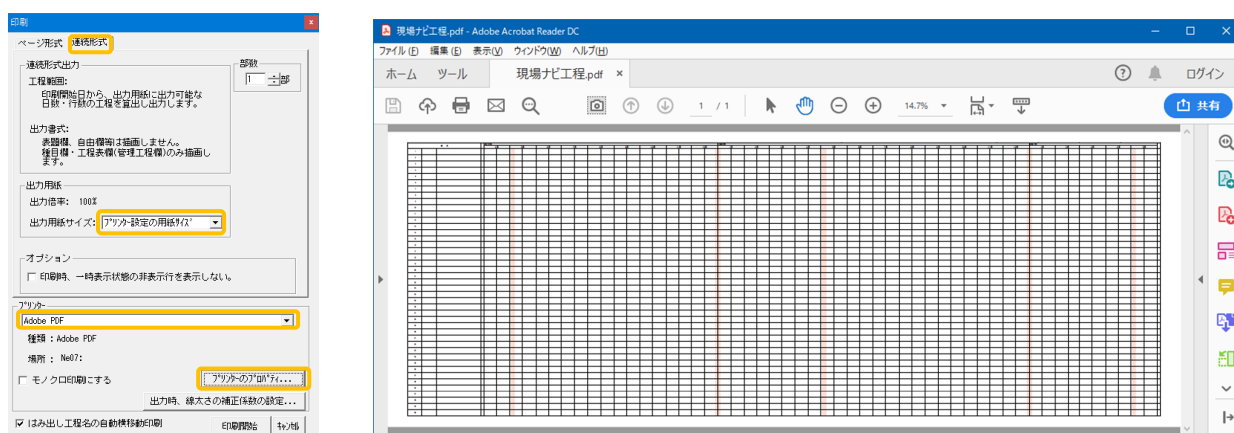 印刷
ページ形式 連続形式
連続形式出力
工程範囲:
印刷開始日から、出力用紙に出力可能な
日数・行数の工程を算出し出力します。
出力書式:
表題欄、自由欄等は描画しません。
種目欄・工程表欄(管理工程欄)のみ描画し
ます。
部数
1 部
出力用紙
出力倍率: 100%
出力用紙サイズ: プリンター設定の用紙サイズ
オプション
印刷時、一時表示状態の非表示行を表示しない。
プリンター
Adobe PDF
種類 : Adobe PDF
場所 : Ne07:
モノクロ印刷にする
プリンターのプロパティ...
出力時、線太さの補正係数の設定...
はみ出し工程名の自動横移動印刷
印刷開始 キャンセル
現場ナビ工程.pdf - Adobe Acrobat Reader DC
ファイル(F) 編集(E) 表示(V) ウィンドウ(W) ヘルプ(H)
ホーム ツール 現場ナビ工程.pdf × ログイン
1 / 1 14.7% 共有